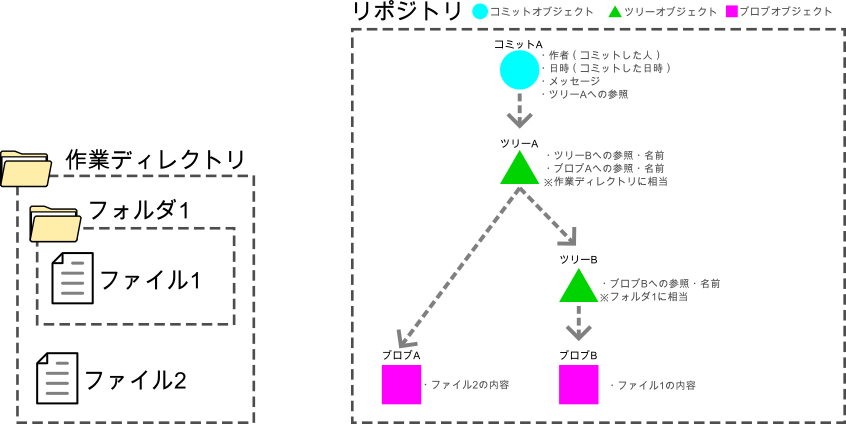 作業ディレクトリ
フォルダ1
ファイル1
ファイル2
リポジトリ
コミットオブジェクト
ツリーオブジェクト
ブロブオブジェクト
コミットA
・作者(コミットした人)
・日時(コミットした日時)
・メッセージ
・ツリーAへの参照
ツリーA
・ツリーBへの参照・名前
・ブロブAへの参照・名前
※作業ディレクトリに相当
ツリーB
・ブロブBへの参照・名前
※フォルダ1に相当
ブロブA
・ファイル2の内容
ブロブB
・ファイル1の内容